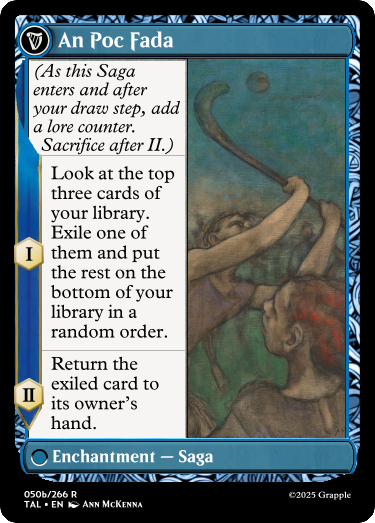 An Poc Fada
(As this Saga
enters and after
your draw step, add
a lore counter.
Sacrifice after II.)
I
Look at the top
three cards of
your library.
Exile one of
them and put
the rest on the
bottom of your
library in a
random order.
II
Return the
exiled card to
its owner's
hand.
Enchantment — Saga
050b/266 R
TAL • EN Ann McKenna
©2025 Grapple